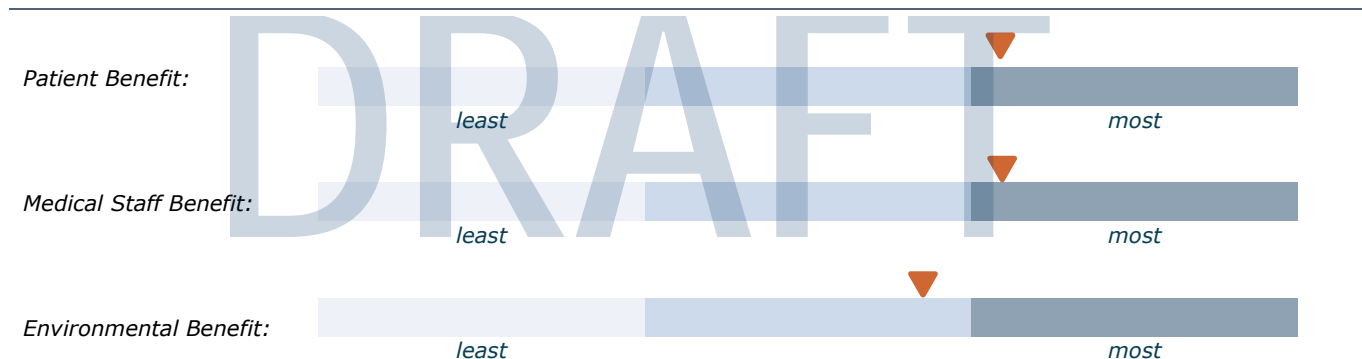 DRAFT
Patient Benefit:
least most
Medical Staff Benefit:
least most
Environmental Benefit:
least most